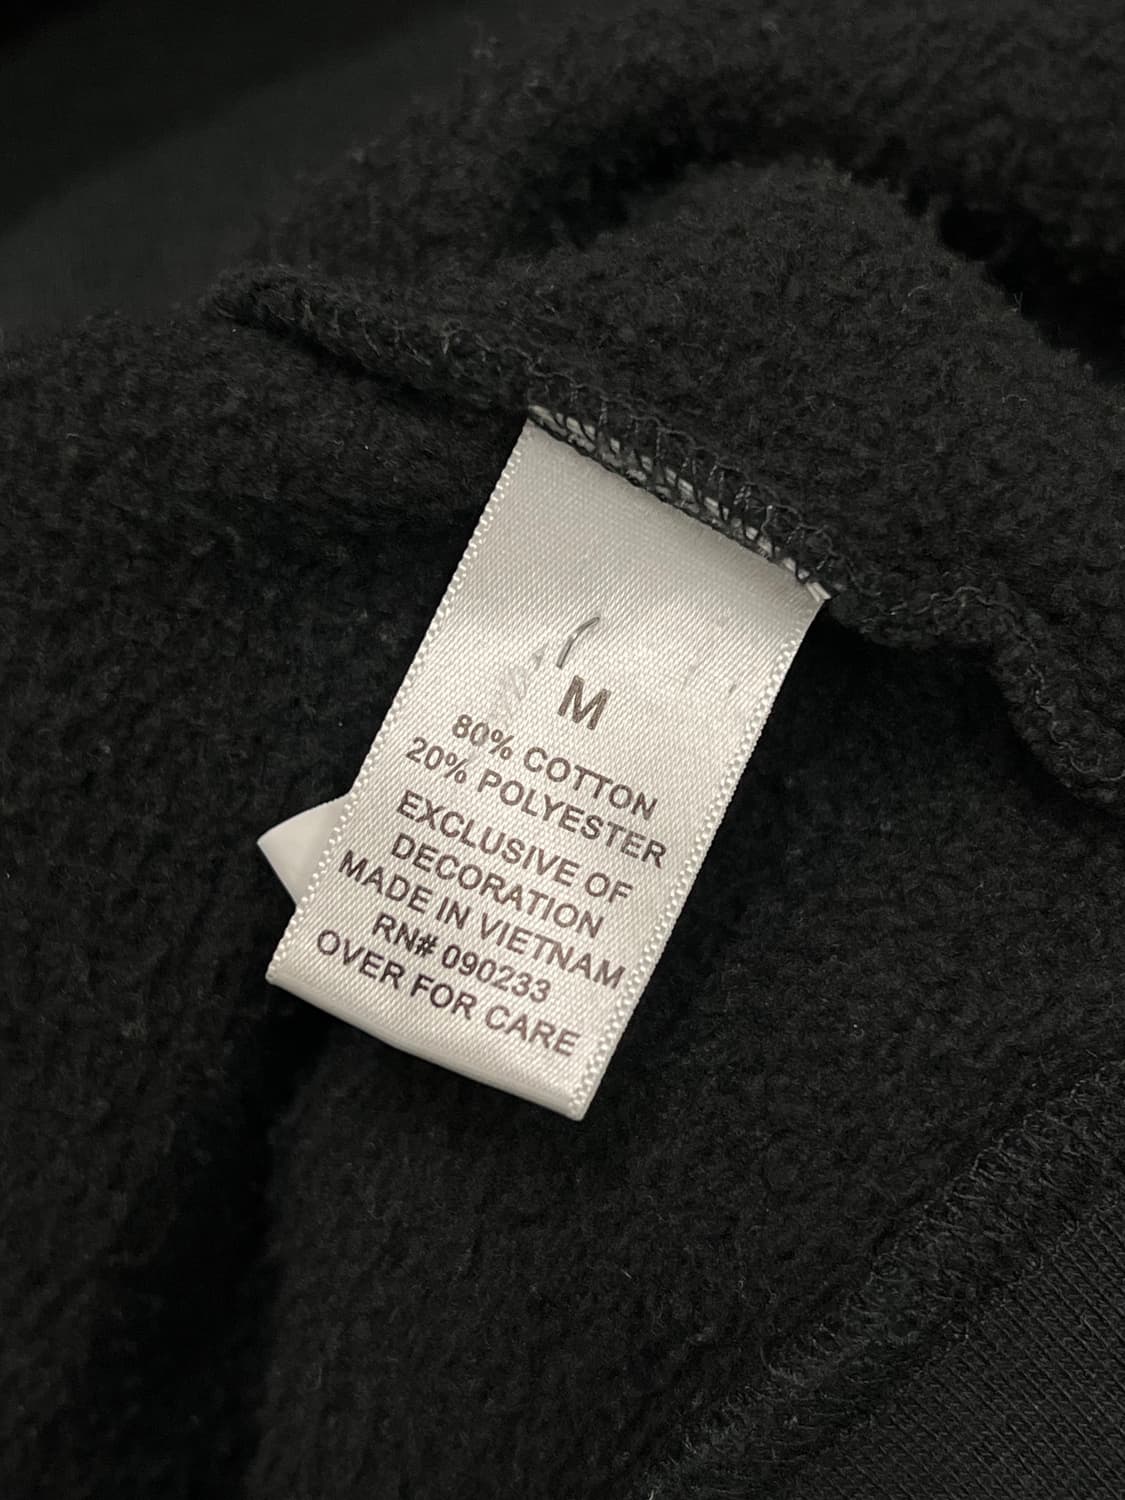 M
80% COTTON
20% POLYESTER
EXCLUSIVE OF
DECORATION
MADE IN VIETNAM
RN# 090233
OVER FOR CARE